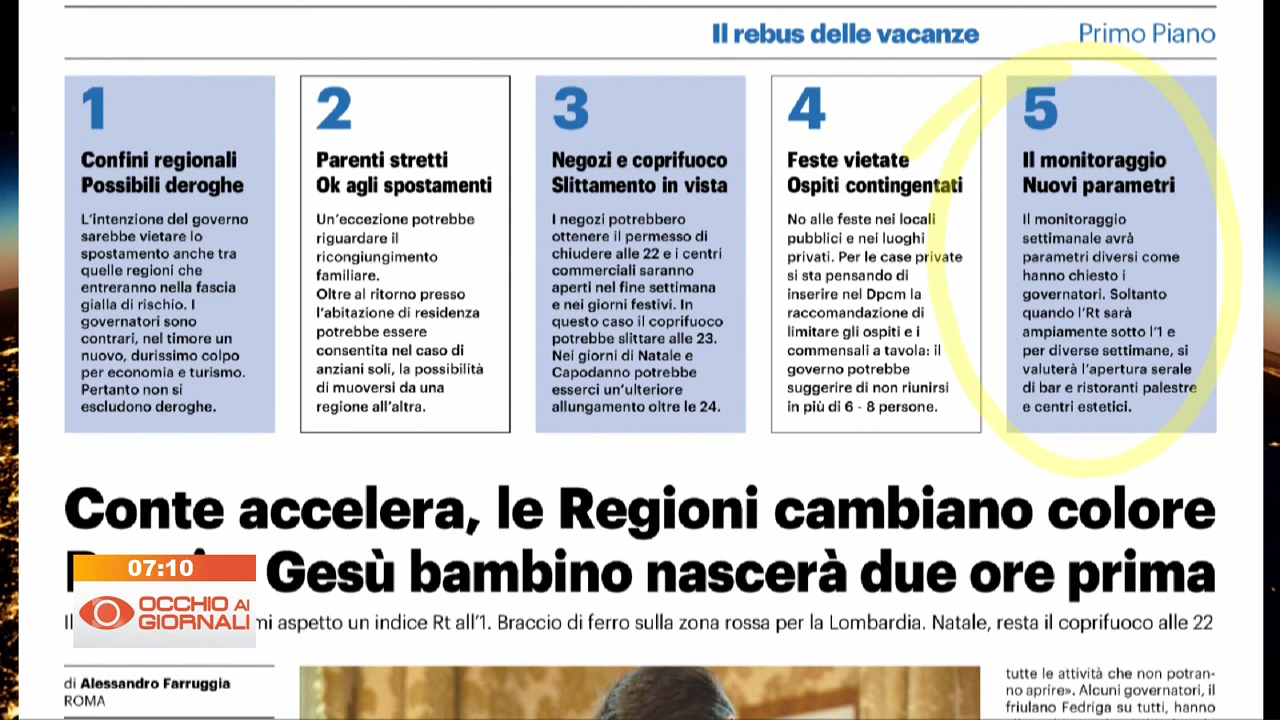 Il rebus delle vacanze
Primo Piano
1
Confini regionali
Possibili deroghe
L'intenzione del governo
sarebbe vietare lo
spostamento anche tra
quelle regioni che
entreranno nella fascia
gialla di rischio. I
governatori sono
contrari, nel timore un
nuovo, durissimo colpo
per economia e turismo.
Pertanto non si
escludono deroghe.
2
Parenti stretti
Ok agli spostamenti
Un'eccezione potrebbe
riguardare il
ricongiungimento
familiare.
Oltre al ritorno presso
l'abitazione di residenza
potrebbe essere
consentita nel caso di
anziani soli, la possibilità
di muoversi da una
regione all'altra.
3
Negozi e coprifuoco
Slittamento in vista
I negozi potrebbero
ottenere il permesso di
chiudere alle 22 e i centri
commerciali saranno
aperti nel fine settimana
e nei giorni festivi. In
questo caso il coprifuoco
potrebbe slittare alle 23.
Nei giorni di Natale e
Capodanno potrebbe
esserci un'ulteriore
allungamento oltre le 24.
4
Feste vietate
Ospiti contingentati
No alle feste nei locali
pubblici e nei luoghi
privati. Per le case private
si sta pensando di
inserire nel Dpcm la
raccomandazione di
limitare gli ospiti e i
commensali a tavola: il
governo potrebbe
suggerire di non riunirsi
in più di 6 - 8 persone.
5
Il monitoraggio
Nuovi parametri
Il monitoraggio
settimanale avrà
parametri diversi come
hanno chiesto i
governatori. Soltanto
quando l'Rt sarà
ampiamente sotto l'1 e
per diverse settimane, si
valuterà l'apertura serale
di bar e ristoranti palestre
e centri estetici.
Conte accelera, le Regioni cambiano colore
Gesù bambino nascerà due ore prima
07:10
OCCHIO AI
GIORNALI
aspetto un indice Rt all'1. Braccio di ferro sulla zona rossa per la Lombardia. Natale, resta il coprifuoco alle 22
di Alessandro Farruggia
ROMA
tutte le attività che non potran-
no aprire». Alcuni governatori, il
friulano Fedriga su tutti, hanno